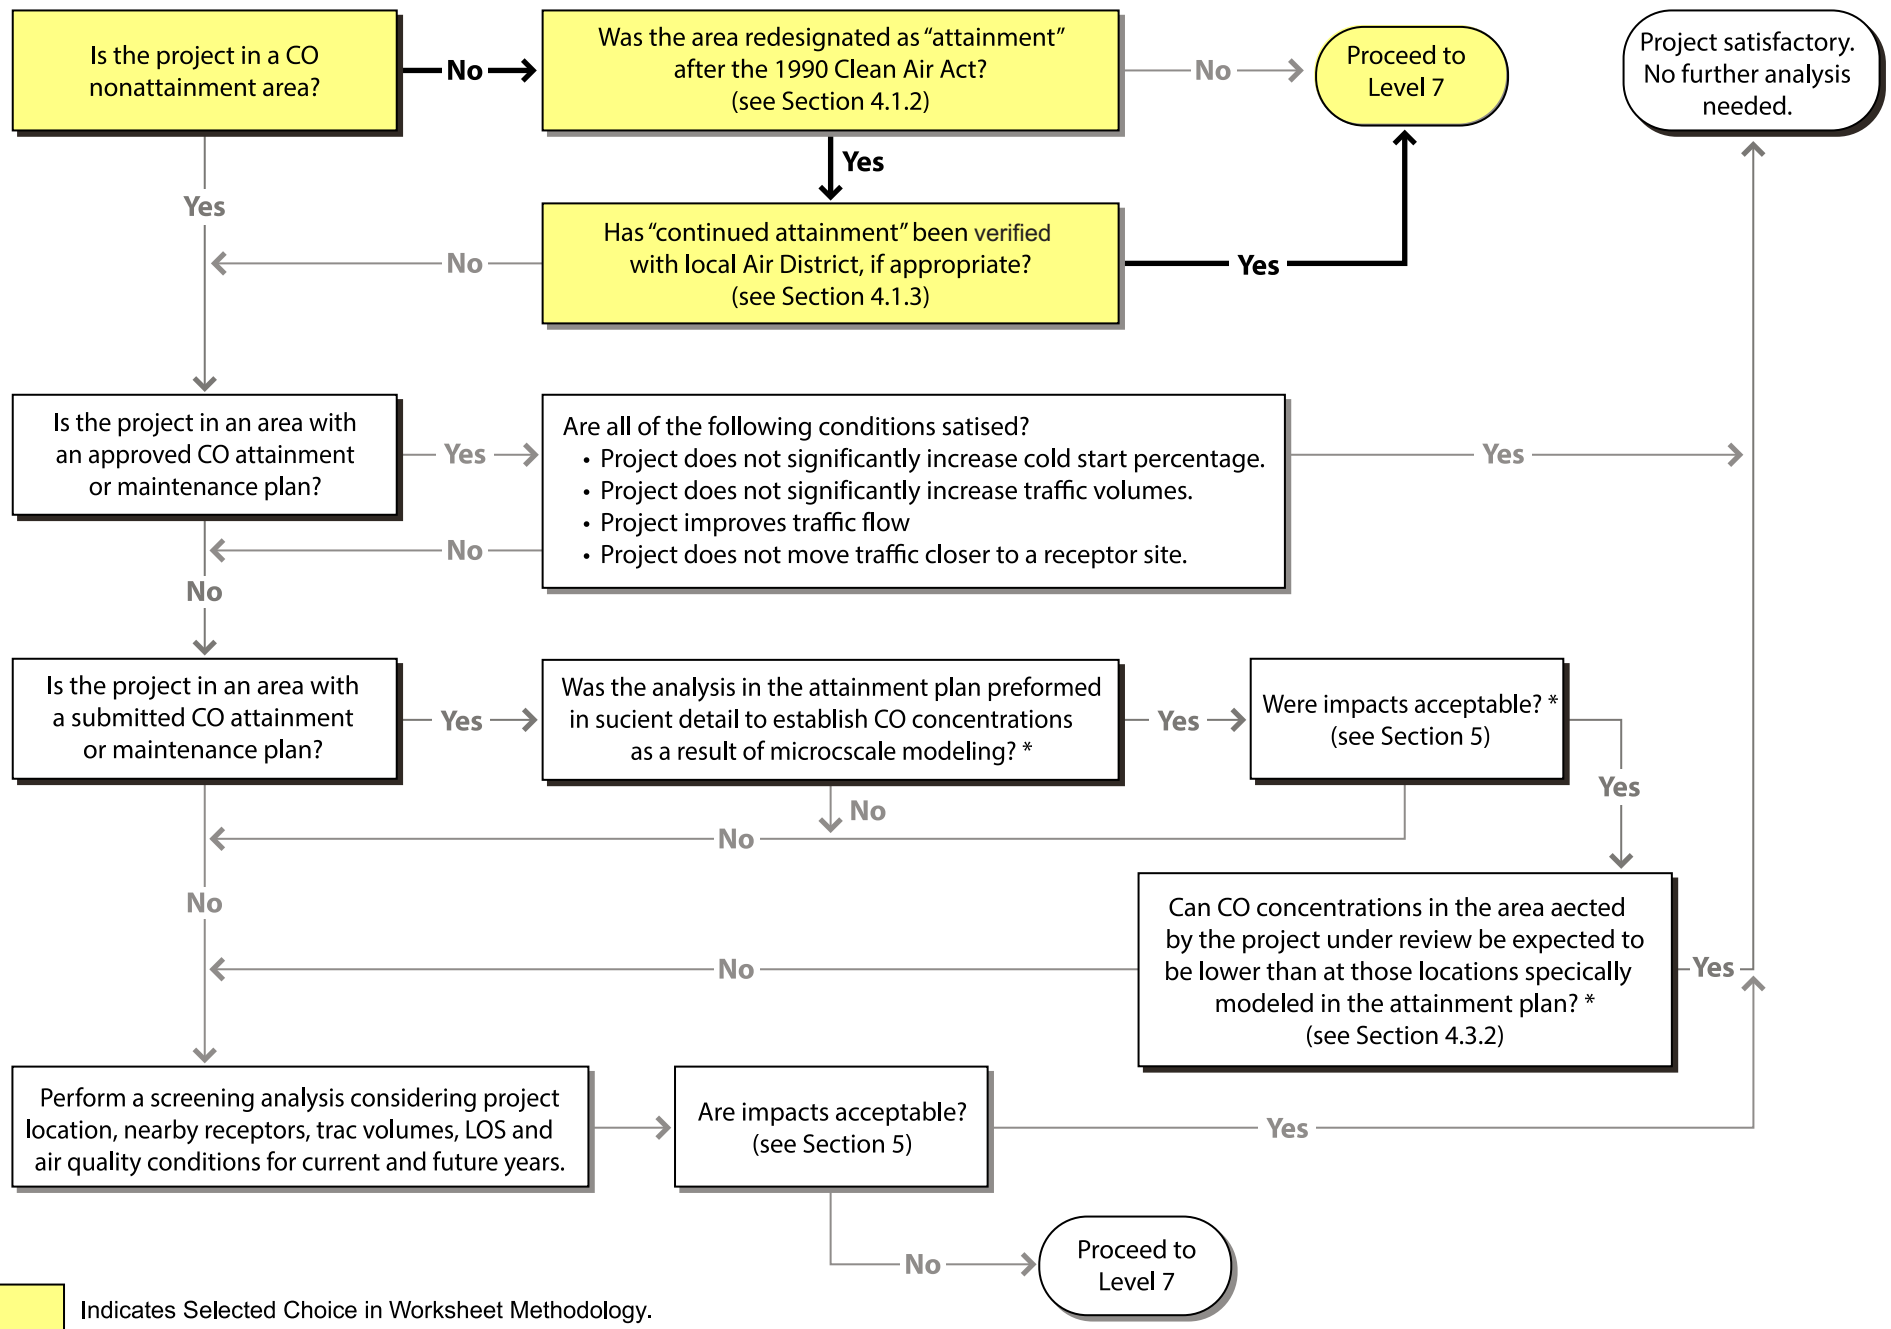 Is the project in a CO
nonattainment area?
No
Was the area redesignated as “attainment”
after the 1990 Clean Air Act?
(see Section 4.1.2)
No
Proceed to
Level 7
Project satisfactory.
No further analysis
needed.
Yes
Yes
Has “continued attainment” been verified
with local Air District, if appropriate?
(see Section 4.1.3)
No
Yes
Is the project in an area with
an approved CO attainment
or maintenance plan?
Yes
Are all of the following conditions satised?
• Project does not significantly increase cold start percentage.
• Project does not significantly increase traffic volumes.
• Project improves traffic flow
• Project does not move traffic closer to a receptor site.
Yes
No
No
Is the project in an area with
a submitted CO attainment
or maintenance plan?
Yes
Was the analysis in the attainment plan preformed
in sucient detail to establish CO concentrations
as a result of microcscale modeling? *
Yes
Were impacts acceptable? *
(see Section 5)
Yes
No
No
No
Can CO concentrations in the area aected
by the project under review be expected to
be lower than at those locations specically
modeled in the attainment plan? *
(see Section 4.3.2)
No
Yes
Perform a screening analysis considering project
location, nearby receptors, trac volumes, LOS and
air quality conditions for current and future years.
Are impacts acceptable?
(see Section 5)
Yes
No
Proceed to
Level 7
Indicates Selected Choice in Worksheet Methodology.